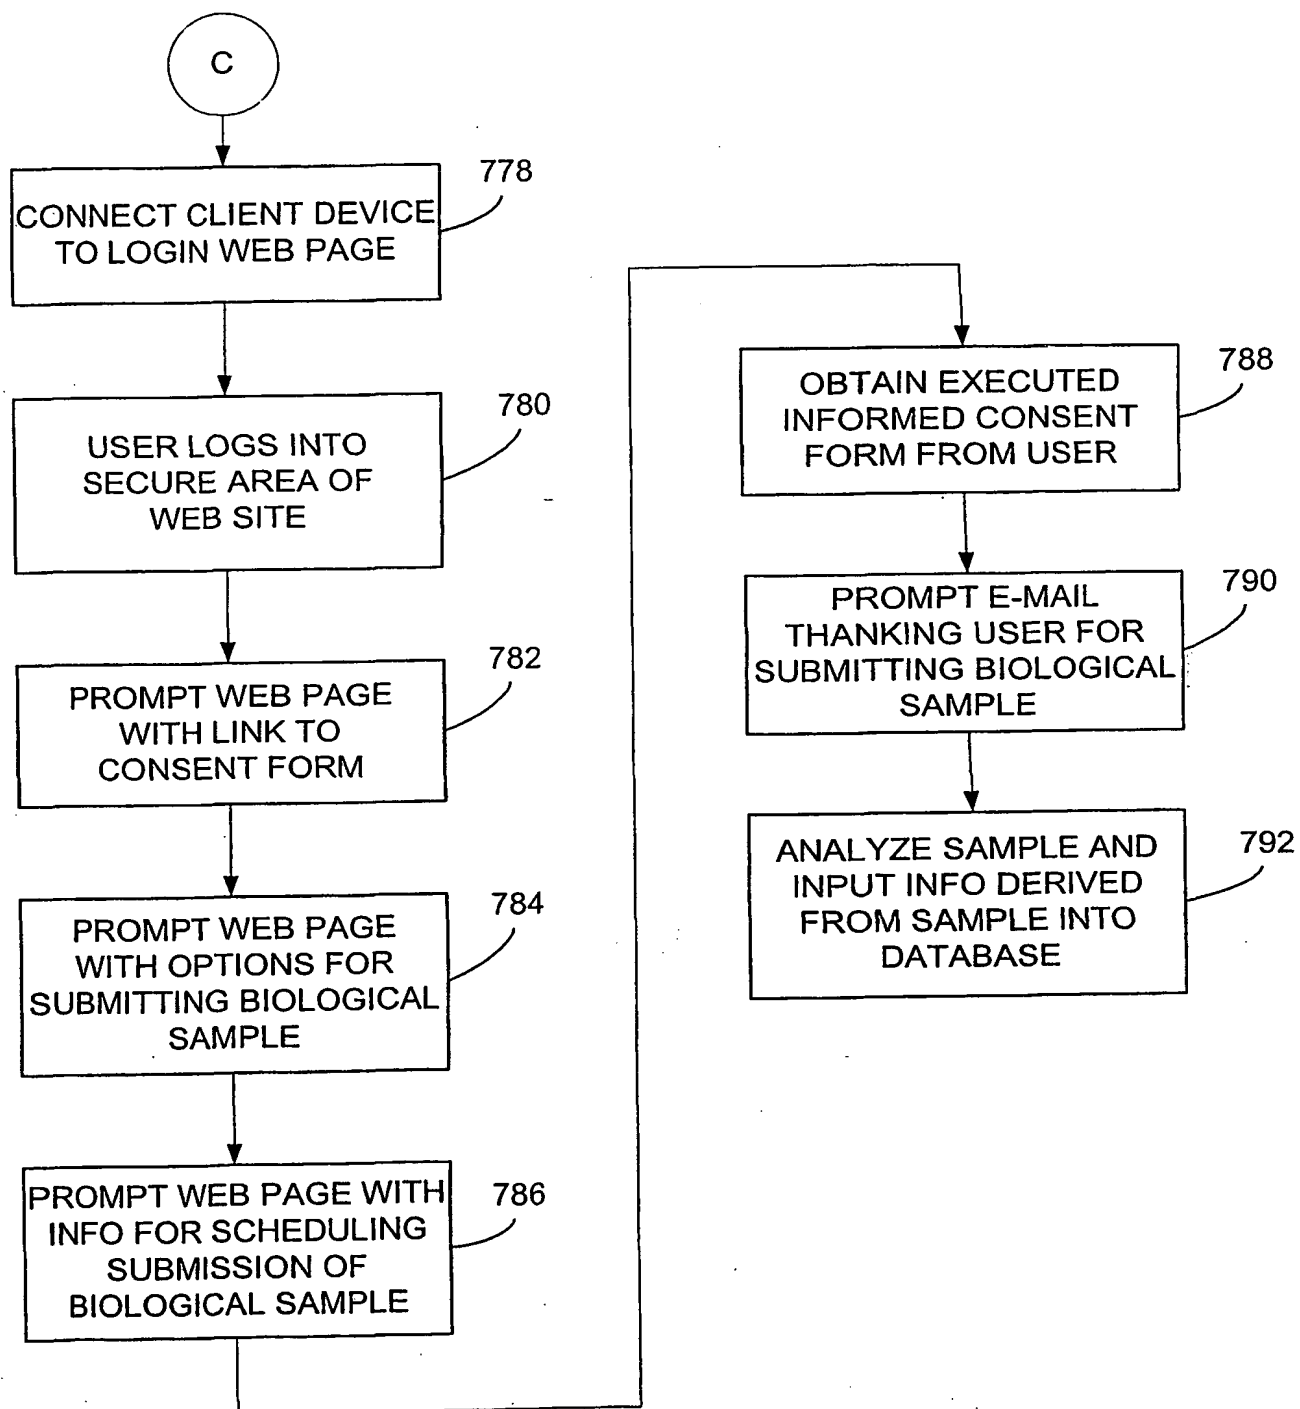 C
778
CONNECT CLIENT DEVICE
TO LOGIN WEB PAGE
780
USER LOGS INTO
SECURE AREA OF
WEB SITE
782
PROMPT WEB PAGE
WITH LINK TO
CONSENT FORM
784
PROMPT WEB PAGE
WITH OPTIONS FOR
SUBMITTING BIOLOGICAL
SAMPLE
786
PROMPT WEB PAGE WITH
INFO FOR SCHEDULING
SUBMISSION OF
BIOLOGICAL SAMPLE
788
OBTAIN EXECUTED
INFORMED CONSENT
FORM FROM USER
790
PROMPT E-MAIL
THANKING USER FOR
SUBMITTING BIOLOGICAL
SAMPLE
792
ANALYZE SAMPLE AND
INPUT INFO DERIVED
FROM SAMPLE INTO
DATABASE